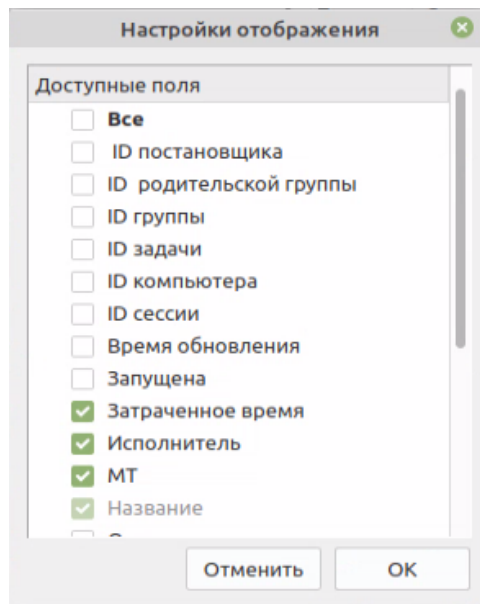 Настройки отображения
Доступные поля
Все
ID постановщика
ID родительской группы
ID группы
ID задачи
ID компьютера
ID сессии
Время обновления
Запущена
Затраченное время
Исполнитель
МТ
Название
Отменить
ОК